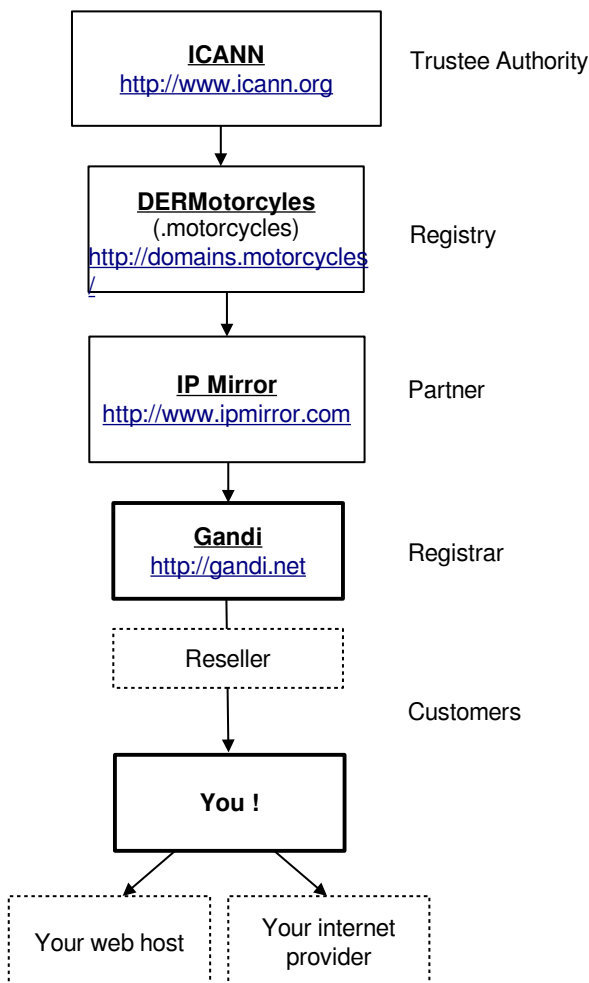 ICANN
http://www.icann.org
Trustee Authority
DERMotorcyles
(.motorcycles)
http://domains.motorcycles
/
Registry
IP Mirror
http://www.ipmirror.com
Partner
Gandi
http://gandi.net
Registrar
Reseller
Customers
You !
Your web host
Your internet
provider